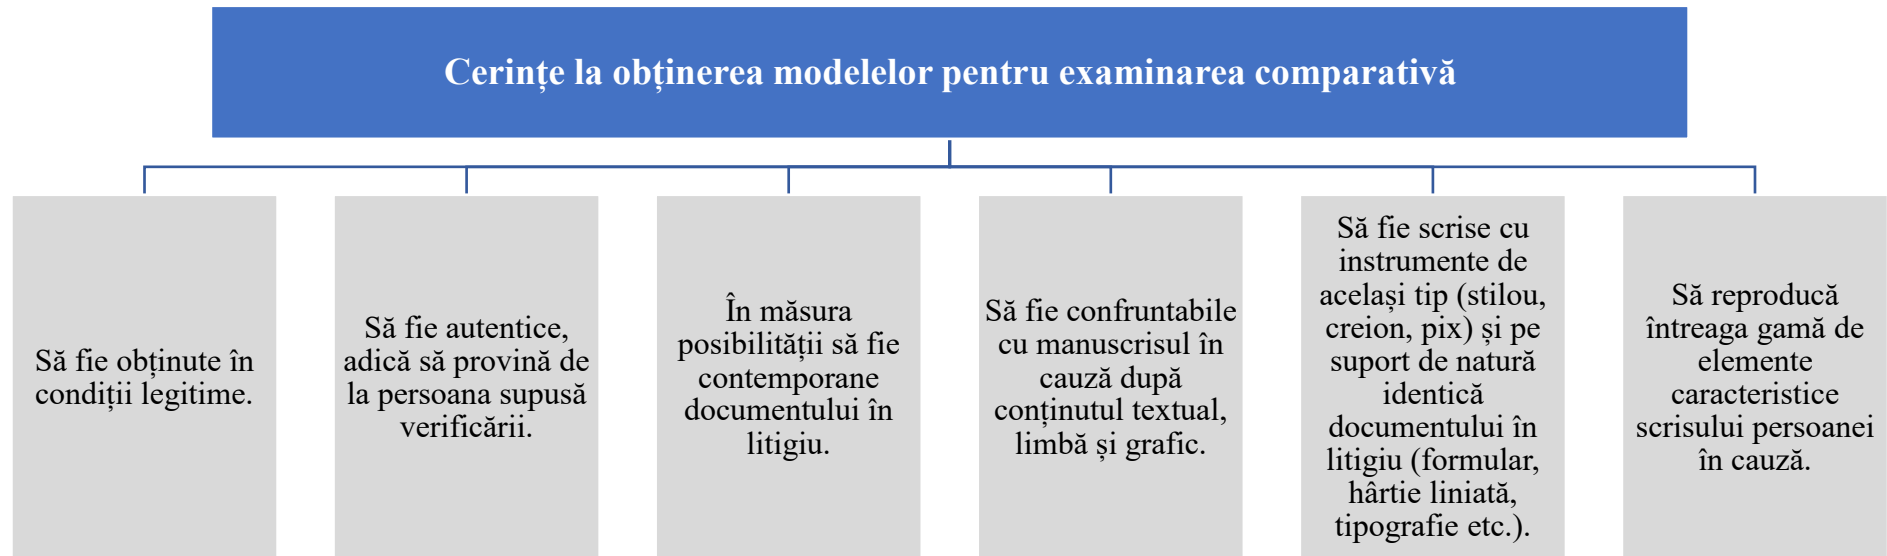 Cerințe la obținerea modelelor pentru examinarea comparativă
Să fie obținute în
condiții legitime.
Să fie autentice,
adică să provină de
la persoana supusă
verificării.
În măsura
posibilității să fie
contemporane
documentului în
litigiu.
Să fie confruntabile
cu manuscrisul în
cauză după
conținutul textual,
limbă și grafic.
Să fie scrise cu
instrumente de
același tip (stilou,
creion, pix) și pe
suport de natură
identică
documentului în
litigiu (formular,
hârtie liniată,
tipografie etc.).
Să reproducă
întreaga gamă de
elemente
caracteristice
scrisului persoanei
în cauză.